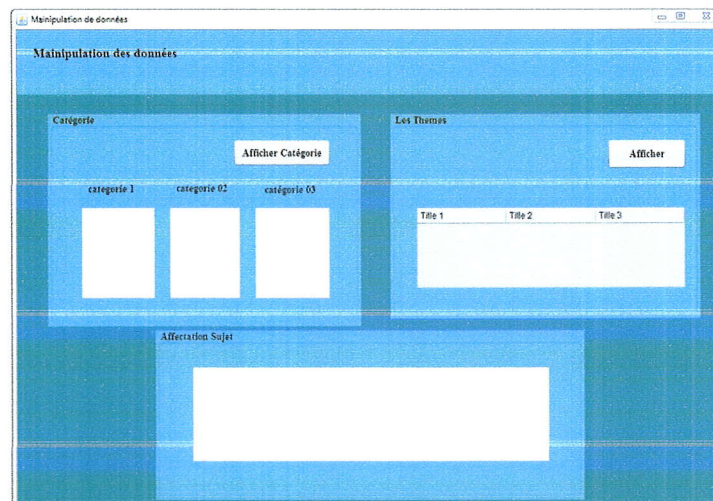 Mainipulation de données
Mainipulation des données
Catégorie
Afficher Catégorie
categorie 1 categorie 02 catégorie 03
Les Themes
Afficher
Title 1 Title 2 Title 3
Affectation Sujet